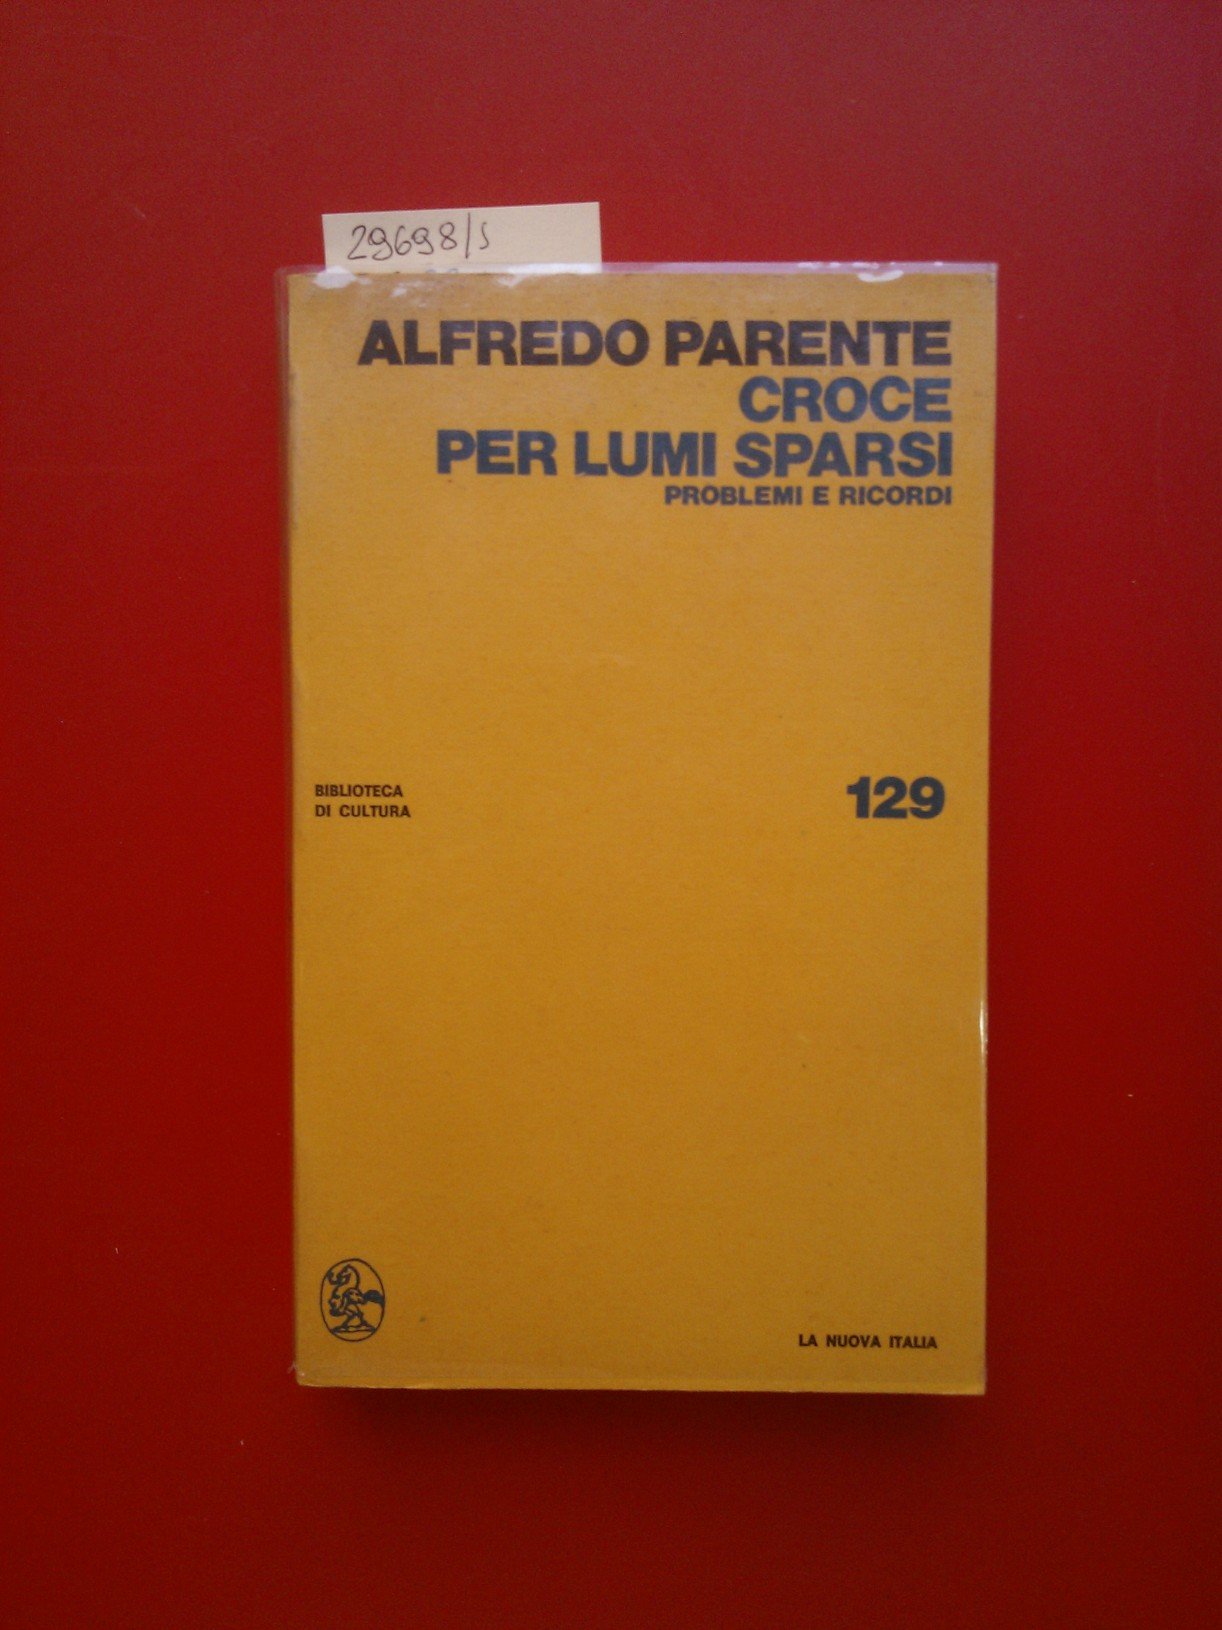 29698/s
ALFREDO PARENTE
CROCE
PER LUMI SPARSI
PROBLEMI E RICORDI
BIBLIOTECA
DI CULTURA
129
LA NUOVA ITALIA